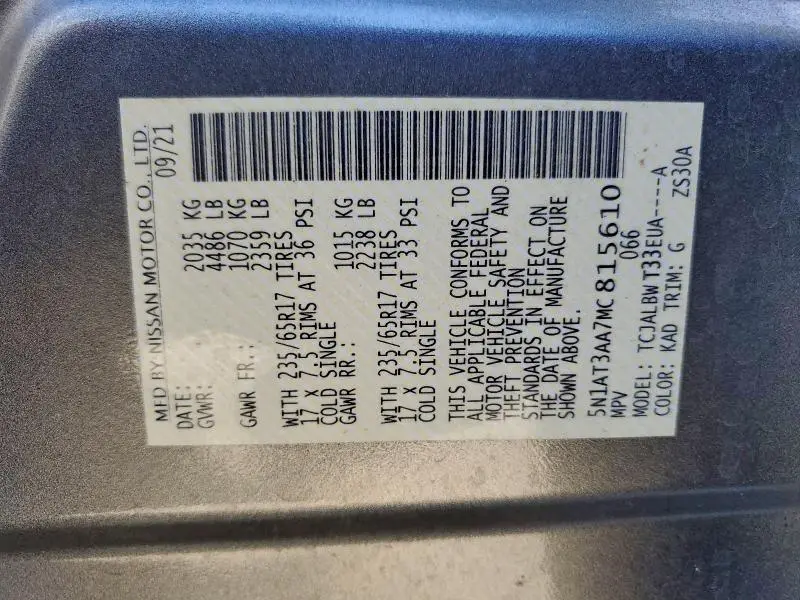 MFD BY NISSAN MOTOR CO., LTD.
DATE: 09/21
GVWR: 2035 KG
4486 LB
GAWR FR.: 1070 KG
2359 LB
WITH 235/65R17 TIRES
17 X 7.5 RIMS AT 36 PSI
COLD SINGLE
GAWR RR.: 1015 KG
2238 LB
WITH 235/65R17 TIRES
17 X 7.5 RIMS AT 33 PSI
COLD SINGLE
THIS VEHICLE CONFORMS TO
ALL APPLICABLE FEDERAL
MOTOR VEHICLE SAFETY AND
THEFT PREVENTION
STANDARDS IN EFFECT ON
THE DATE OF MANUFACTURE
SHOWN ABOVE.
5N1AT3AA7MC815610
MPV 066
MODEL: TCJALBW T33EUA----A
COLOR: KAD TRIM: G ZS30A